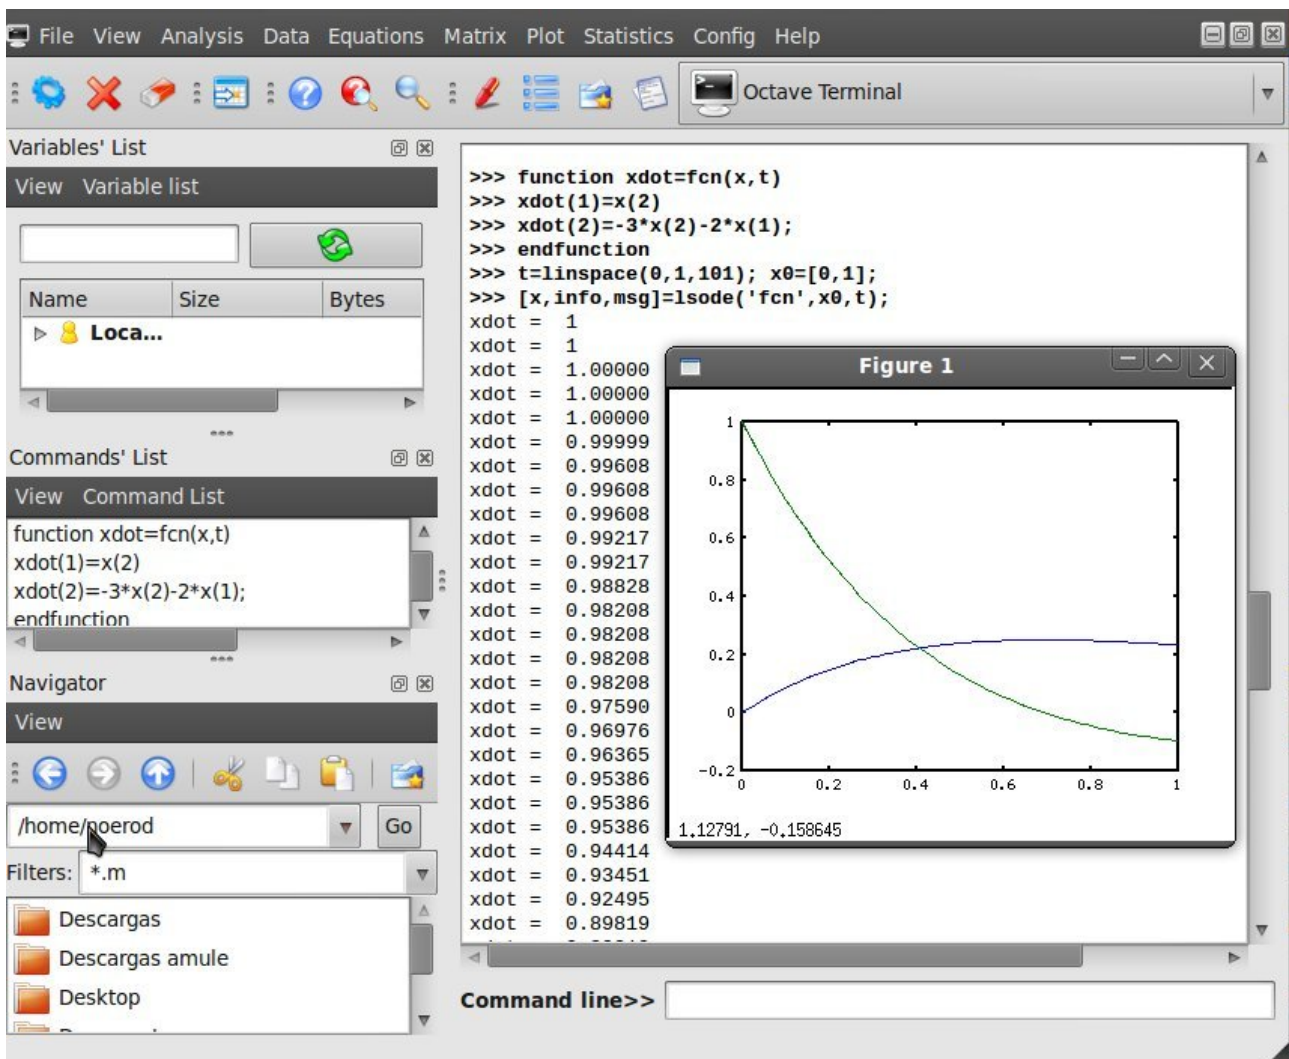 File View Analysis Data Equations Matrix Plot Statistics Config Help
Octave Terminal
Variables' List
View Variable list
Name Size Bytes
Loca...
Commands' List
View Command List
function xdot=fcn(x,t)
xdot(1)=x(2)
xdot(2)=-3*x(2)-2*x(1);
endfunction
Navigator
View
/home/noerod Go
Filters: *.m
Descargas
Descargas amule
Desktop
>>> function xdot=fcn(x,t)
>>> xdot(1)=x(2)
>>> xdot(2)=-3*x(2)-2*x(1);
>>> endfunction
>>> t=linspace(0,1,101); x0=[0,1];
>>> [x,info,msg]=lsode('fcn',x0,t);
xdot = 1
xdot = 1
xdot = 1.00000
xdot = 1.00000
xdot = 1.00000
xdot = 0.99999
xdot = 0.99608
xdot = 0.99608
xdot = 0.99608
xdot = 0.99217
xdot = 0.99217
xdot = 0.98828
xdot = 0.98208
xdot = 0.98208
xdot = 0.98208
xdot = 0.98208
xdot = 0.97590
xdot = 0.96976
xdot = 0.96365
xdot = 0.95386
xdot = 0.95386
xdot = 0.95386
xdot = 0.94414
xdot = 0.93451
xdot = 0.92495
xdot = 0.89819
Figure 1
1
0.8
0.6
0.4
0.2
0
-0.2
0 0.2 0.4 0.6 0.8 1
1.12791, -0.158645
Command line>>